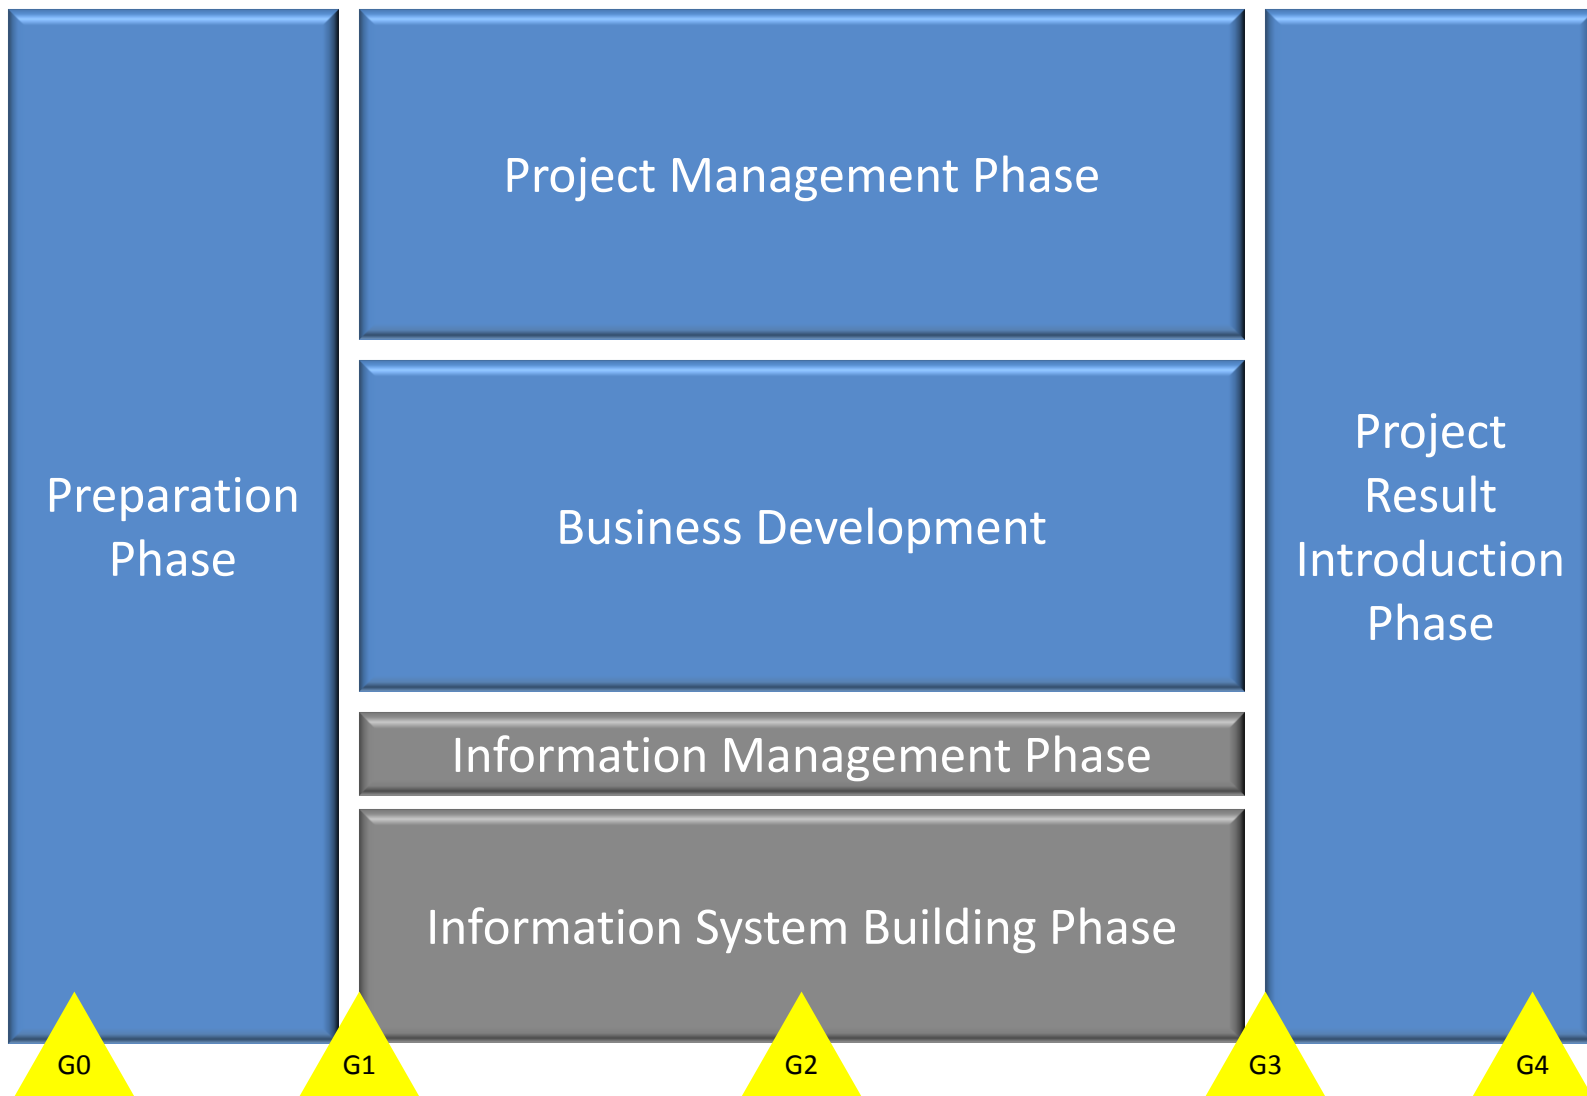 Preparation
Phase
Project Management Phase
Business Development
Information Management Phase
Information System Building Phase
Project
Result
Introduction
Phase
G0
G1
G2
G3
G4